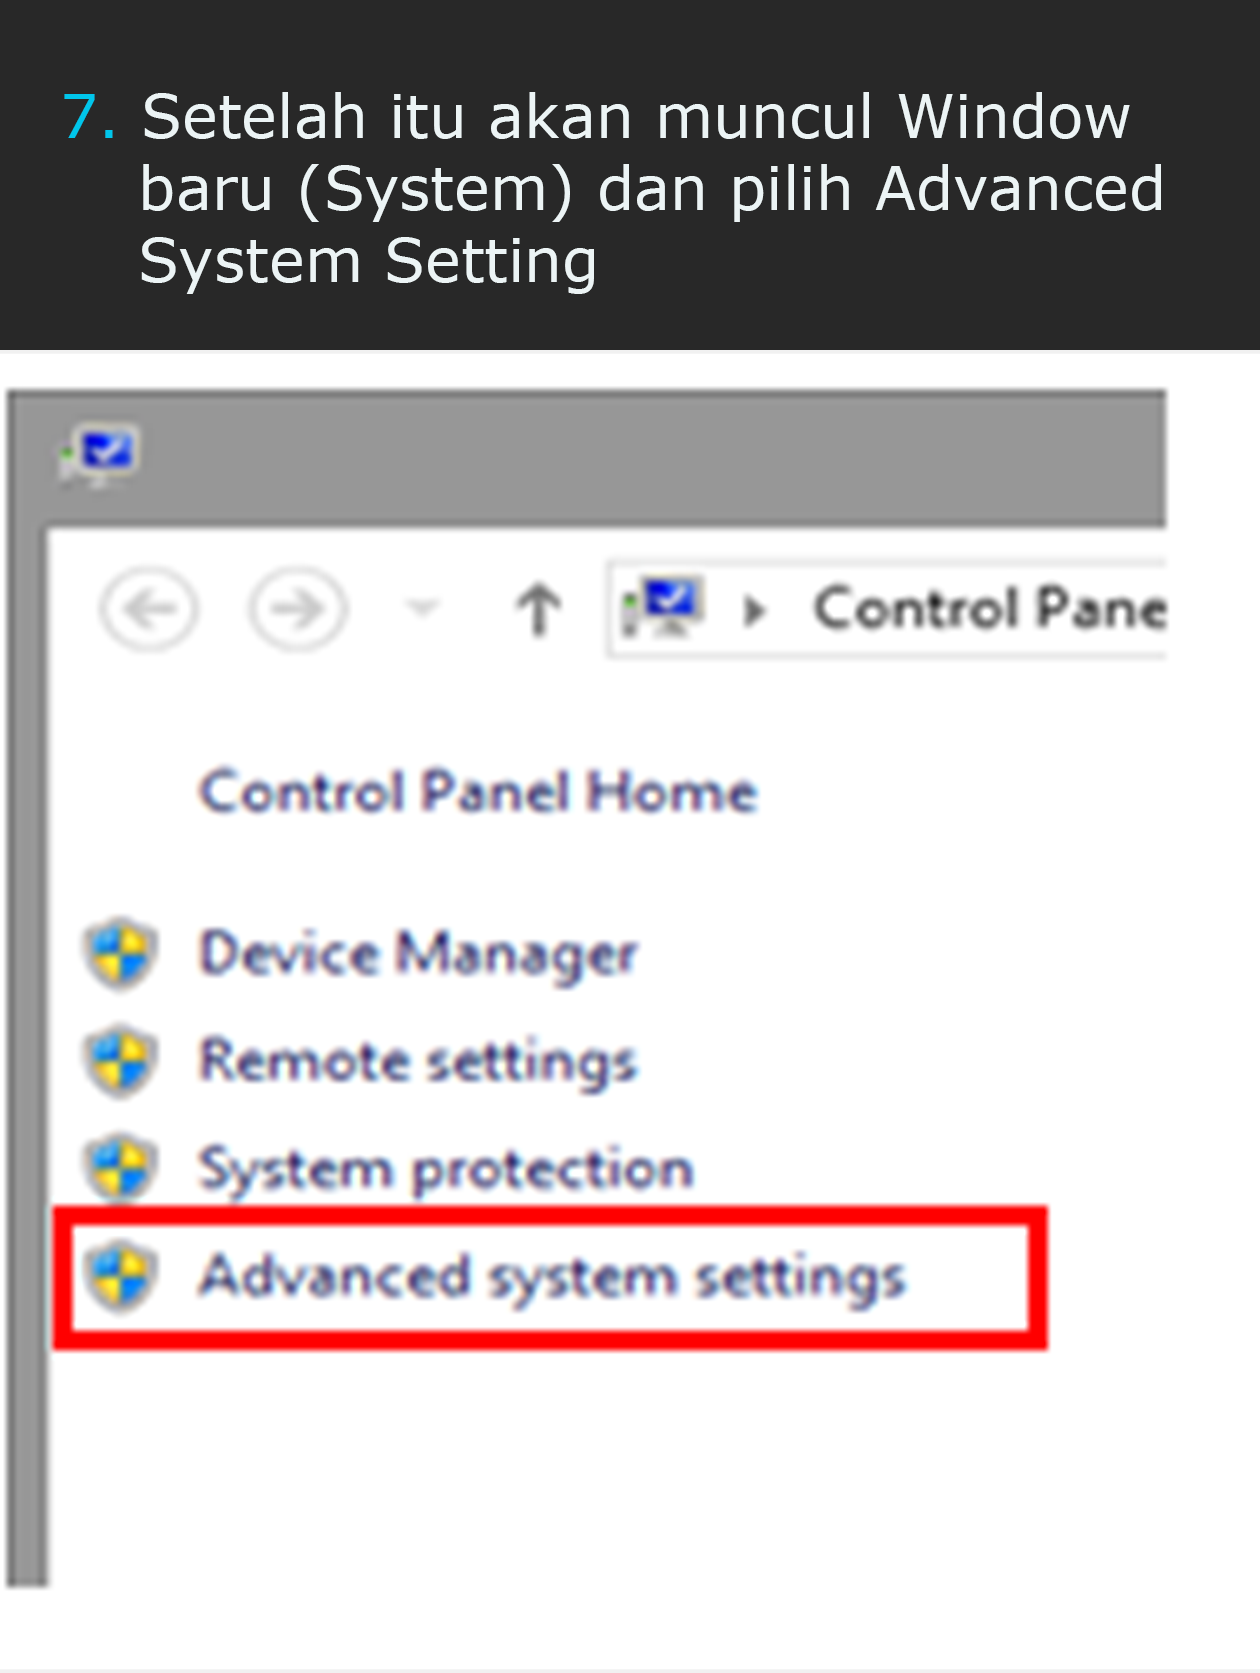 7. Setelah itu akan muncul Window
baru (System) dan pilih Advanced
System Setting
Control Pane
Control Panel Home
Device Manager
Remote settings
System protection
Advanced system settings